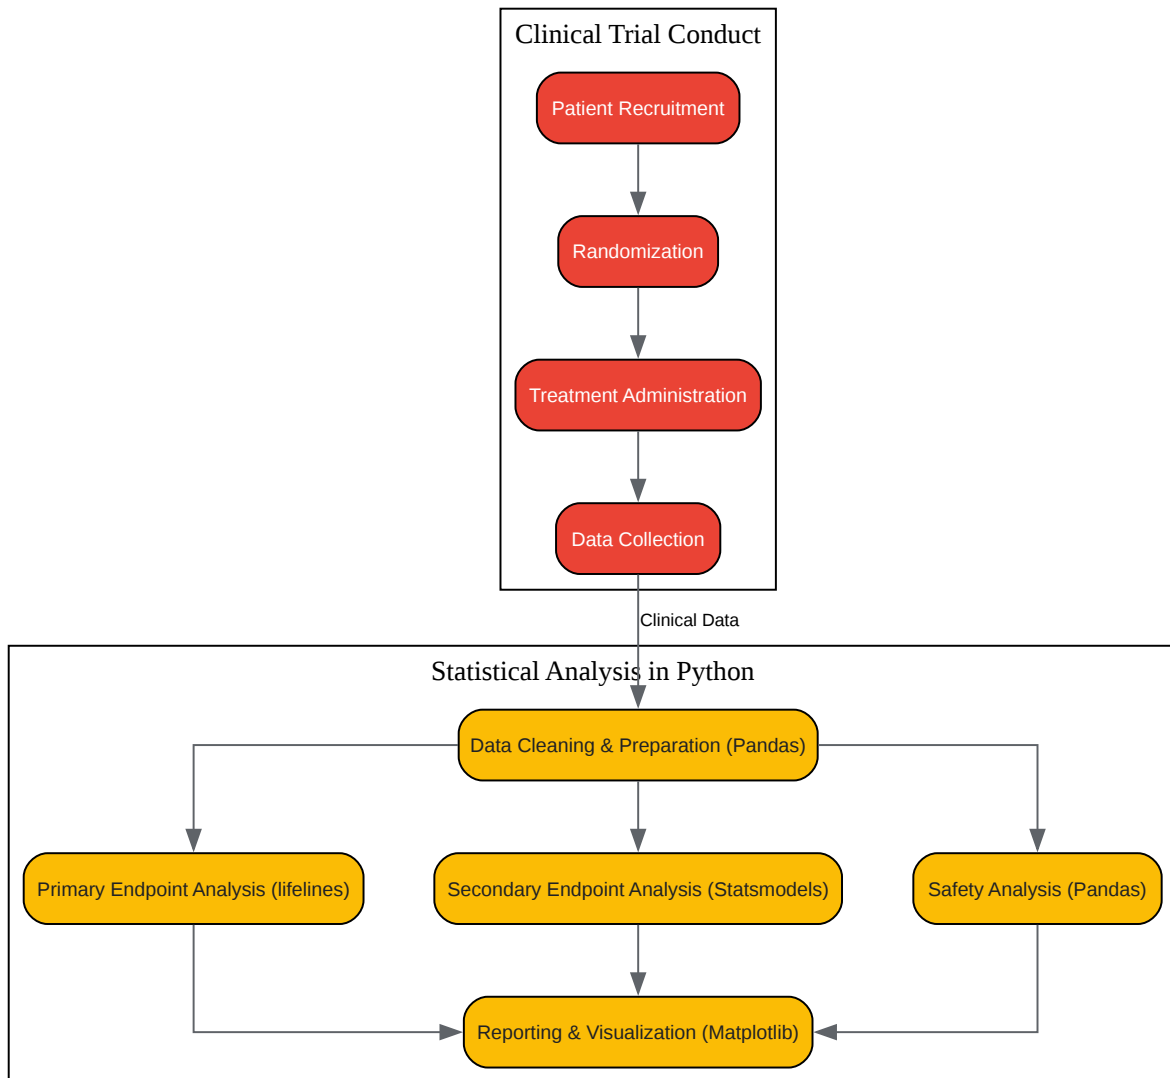 Clinical Trial Conduct
Patient Recruitment
Randomization
Treatment Administration
Data Collection
Clinical Data
Statistical Analysis in Python
Data Cleaning & Preparation (Pandas)
Primary Endpoint Analysis (lifelines)
Secondary Endpoint Analysis (Statsmodels)
Safety Analysis (Pandas)
Reporting & Visualization (Matplotlib)